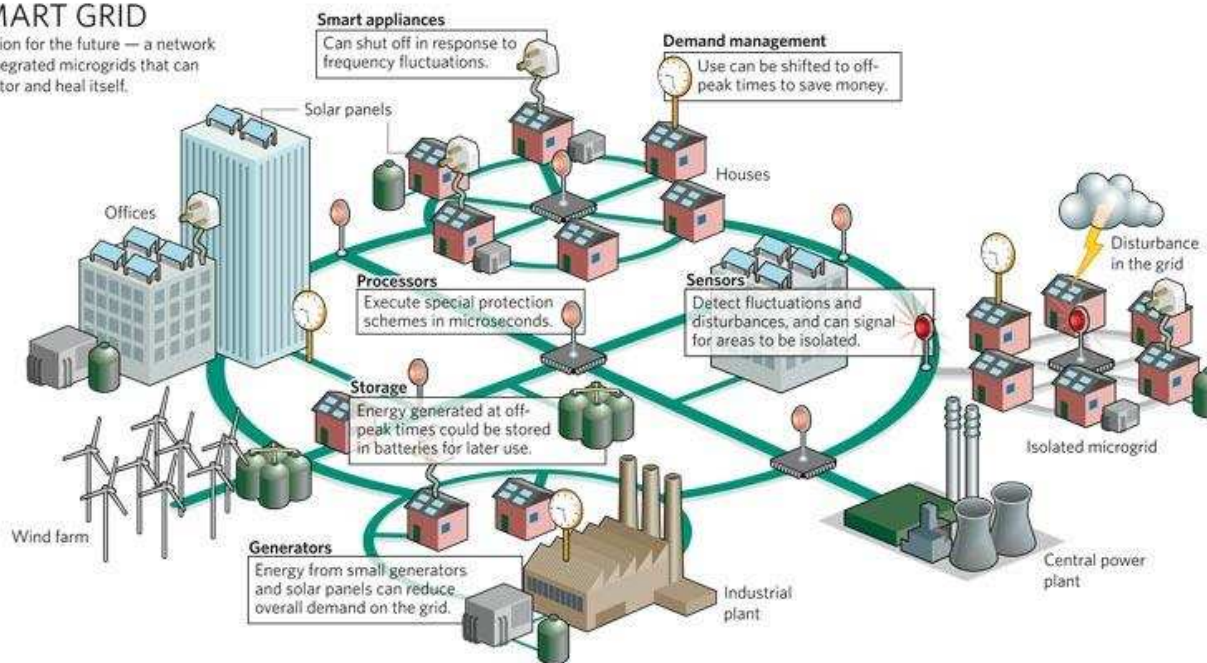 MART GRID
ion for the future — a network
egrated microgrids that can
tor and heal itself.
Smart appliances
Can shut off in response to
frequency fluctuations.
Demand management
Use can be shifted to off-
peak times to save money.
Solar panels
Houses
Offices
Disturbance
in the grid
Processors
Execute special protection
schemes in microseconds.
Sensors
Detect fluctuations and
disturbances, and can signal
for areas to be isolated.
Storage
Energy generated at off-
peak times could be stored
in batteries for later use.
Isolated microgrid
Wind farm
Generators
Energy from small generators
and solar panels can reduce
overall demand on the grid.
Industrial
plant
Central power
plant